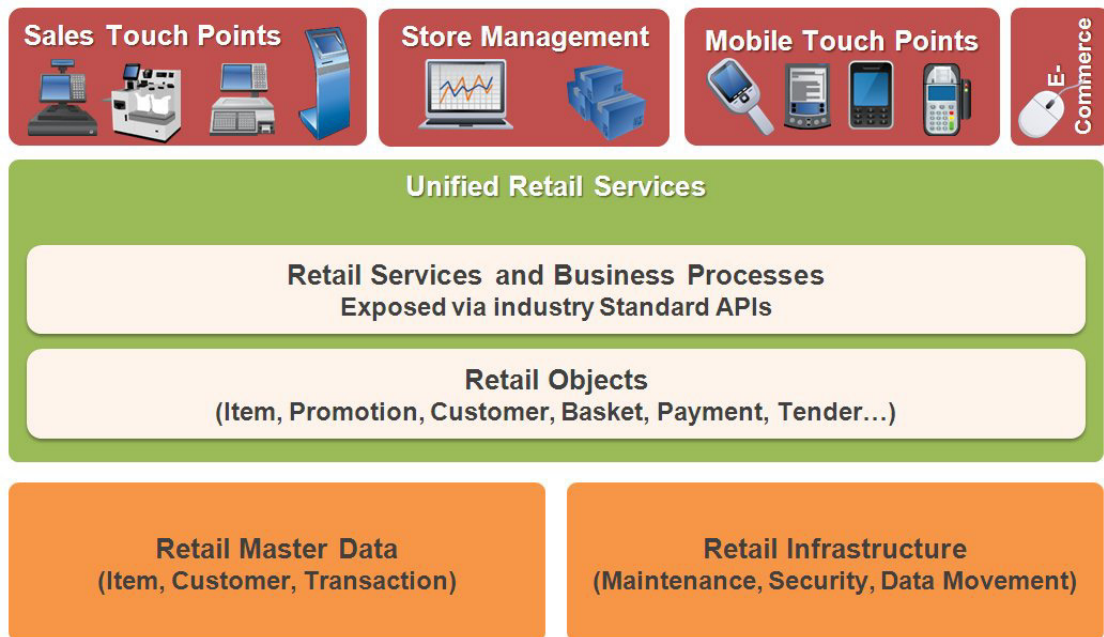 Sales Touch Points
Store Management
Mobile Touch Points
E-
Commerce
Unified Retail Services
Retail Services and Business Processes
Exposed via industry Standard APIs
Retail Objects
(Item, Promotion, Customer, Basket, Payment, Tender…)
Retail Master Data
(Item, Customer, Transaction)
Retail Infrastructure
(Maintenance, Security, Data Movement)